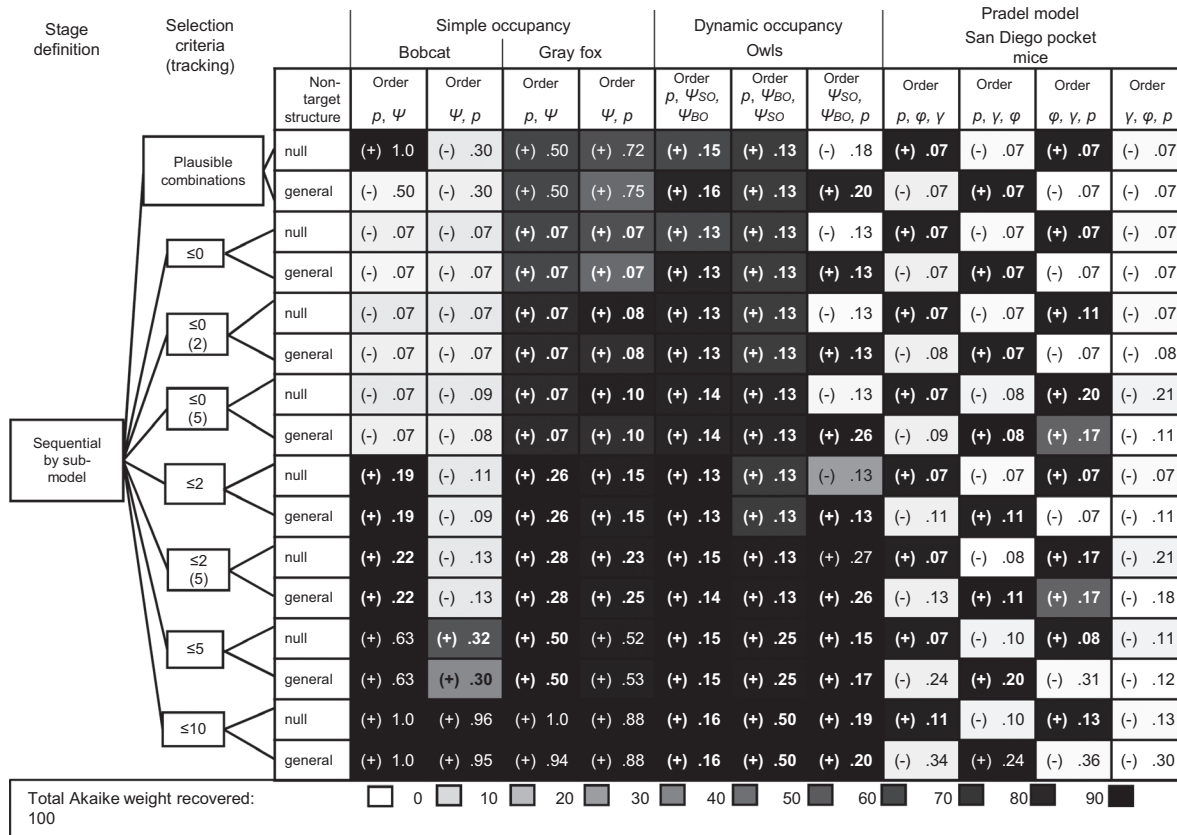 Stage definition
Selection criteria (tracking)
Simple occupancy
Dynamic occupancy
Pradel model
San Diego pocket mice
Bobcat
Gray fox
Owls
Non-target structure
Order p, Ψ
Order Ψ, p
Order p, Ψ
Order Ψ, p
Order p, ΨSO, ΨBO
Order p, ΨBO, ΨSO
Order ΨSO, ΨBO, p
Order p, φ, γ
Order p, γ, φ
Order φ, γ, p
Order γ, φ, p
Sequential by sub-model
Plausible combinations
null (+) 1.0 (-) .30 (+) .50 (+) .72 (+) .15 (+) .13 (-) .18 (+) .07 (-) .07 (+) .07 (-) .07
general (-) .50 (-) .30 (+) .50 (+) .75 (+) .16 (+) .13 (+) .20 (-) .07 (+) .07 (-) .07 (-) .07
≤0
null (-) .07 (-) .07 (+) .07 (+) .07 (+) .13 (+) .13 (-) .13 (+) .07 (-) .07 (+) .07 (-) .07
general (-) .07 (-) .07 (+) .07 (+) .07 (+) .13 (+) .13 (+) .13 (-) .07 (+) .07 (-) .07 (-) .07
≤0 (2)
null (-) .07 (-) .07 (+) .07 (+) .08 (+) .13 (+) .13 (-) .13 (+) .07 (-) .07 (+) .11 (-) .07
general (-) .07 (-) .07 (+) .07 (+) .08 (+) .13 (+) .13 (+) .13 (-) .08 (+) .07 (-) .07 (-) .08
≤0 (5)
null (-) .07 (-) .09 (+) .07 (+) .10 (+) .14 (+) .13 (-) .13 (+) .07 (-) .08 (+) .20 (-) .21
general (-) .07 (-) .08 (+) .07 (+) .10 (+) .14 (+) .13 (+) .26 (-) .09 (+) .08 (+) .17 (-) .11
≤2
null (+) .19 (-) .11 (+) .26 (+) .15 (+) .13 (+) .13 (-) .13 (+) .07 (-) .07 (+) .07 (-) .07
general (+) .19 (-) .09 (+) .26 (+) .15 (+) .13 (+) .13 (+) .13 (-) .11 (+) .11 (-) .07 (-) .11
≤2 (5)
null (+) .22 (-) .13 (+) .28 (+) .23 (+) .15 (+) .13 (+) .27 (+) .07 (-) .08 (+) .17 (-) .21
general (+) .22 (-) .13 (+) .28 (+) .25 (+) .14 (+) .13 (+) .26 (-) .13 (+) .11 (+) .17 (-) .18
≤5
null (+) .63 (+) .32 (+) .50 (+) .52 (+) .15 (+) .25 (+) .15 (+) .07 (-) .10 (+) .08 (-) .11
general (+) .63 (+) .30 (+) .50 (+) .53 (+) .15 (+) .25 (+) .17 (-) .24 (+) .20 (-) .31 (-) .12
≤10
null (+) 1.0 (+) .96 (+) 1.0 (+) .88 (+) .16 (+) .50 (+) .19 (+) .11 (-) .10 (+) .13 (-) .13
general (+) 1.0 (+) .95 (+) .94 (+) .88 (+) .16 (+) .50 (+) .20 (-) .34 (+) .24 (-) .36 (-) .30
Total Akaike weight recovered: 0 10 20 30 40 50 60 70 80 90
100